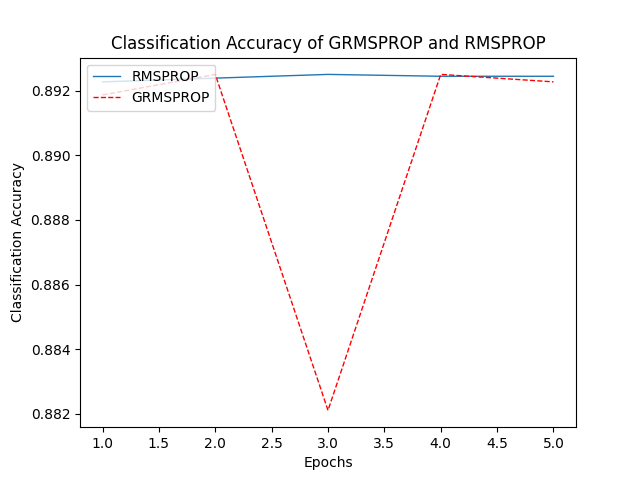 Classification Accuracy of GRMSPROP and RMSPROP
RMSPROP
GRMSPROP
0.892
0.890
0.888
0.886
0.884
0.882
Classification Accuracy
1.0 1.5 2.0 2.5 3.0 3.5 4.0 4.5 5.0
Epochs